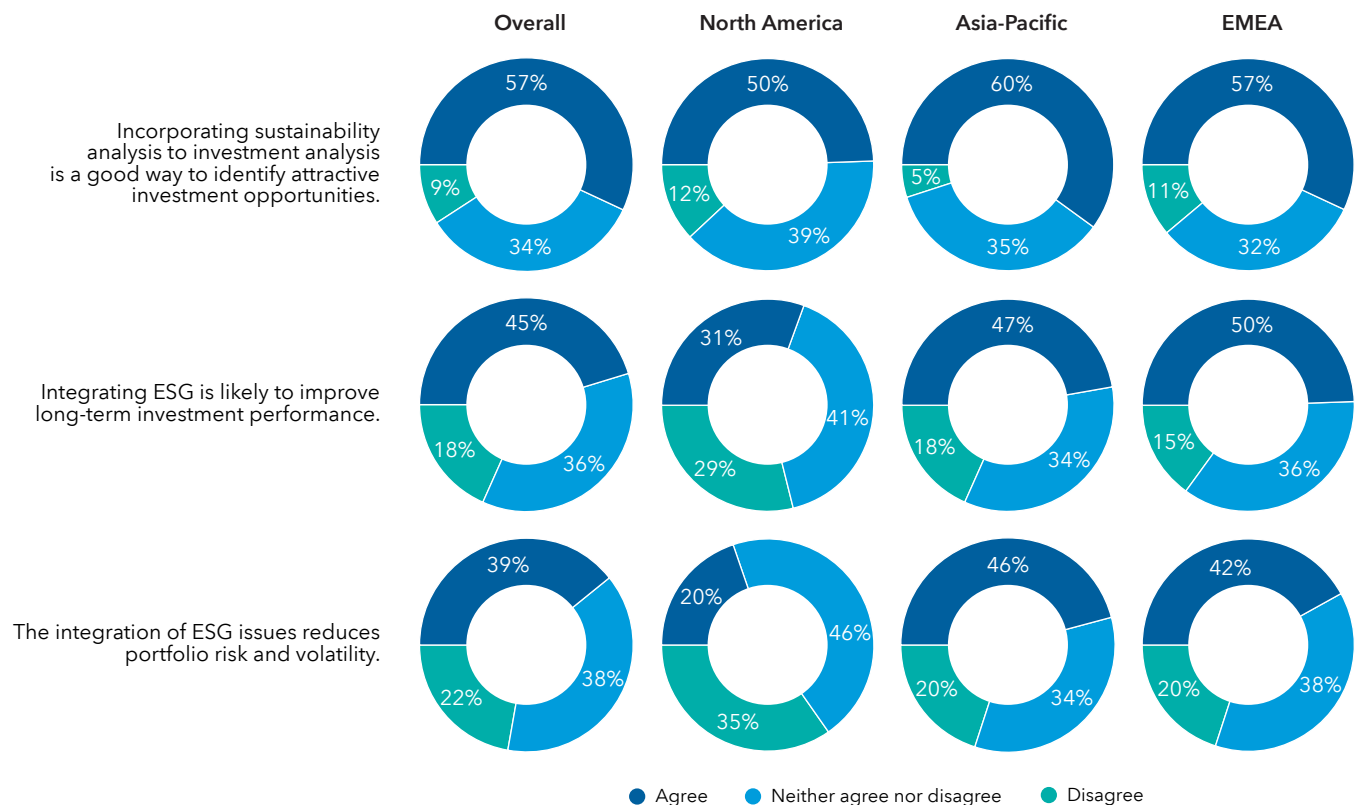 Overall North America Asia-Pacific EMEA
57% 50% 60% 57%
Incorporating sustainability
analysis to investment analysis
is a good way to identify attractive
investment opportunities.
9% 12% 5% 11%
34% 39% 35% 32%
45% 31% 47% 50%
Integrating ESG is likely to improve
long-term investment performance.
18% 36% 29% 41% 18% 34% 15% 36%
39% 20% 46% 42%
The integration of ESG issues reduces
portfolio risk and volatility.
22% 38% 35% 46% 20% 34% 20% 38%
Agree Neither agree nor disagree Disagree